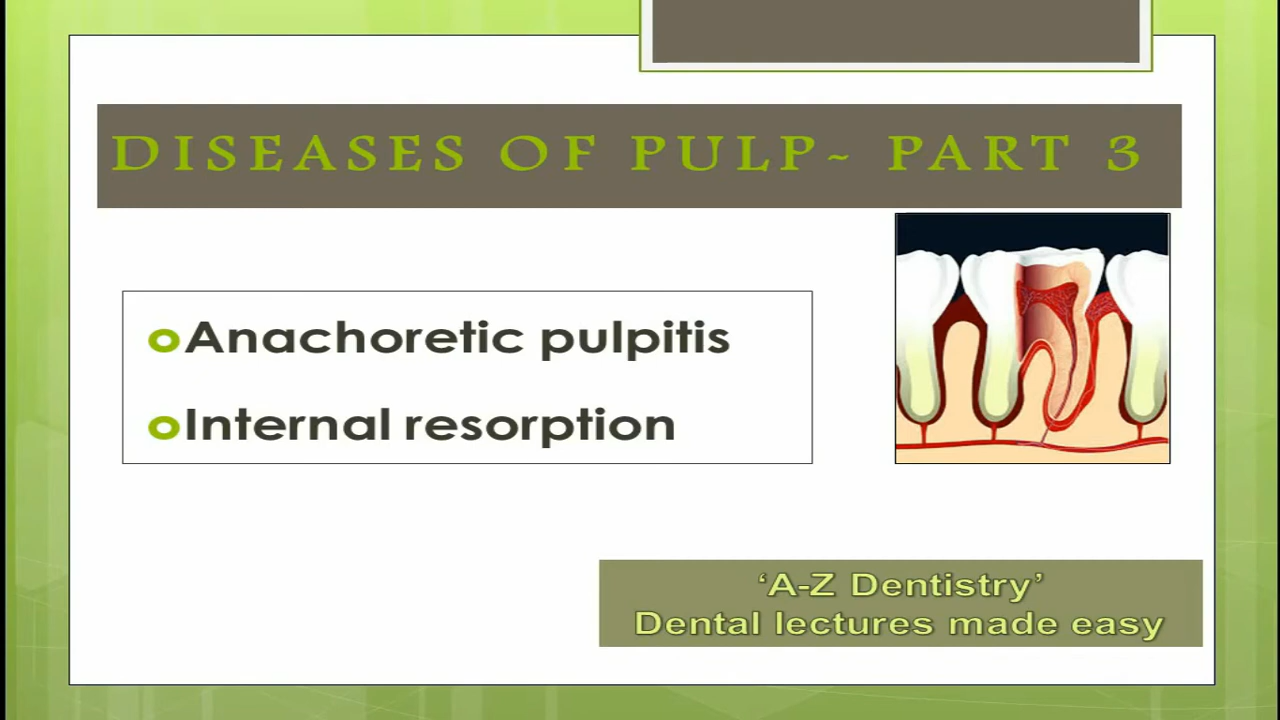 DISEASES OF PULP- PART 3
Anachoretic pulpitis
Internal resorption
‘A-Z Dentistry’
Dental lectures made easy